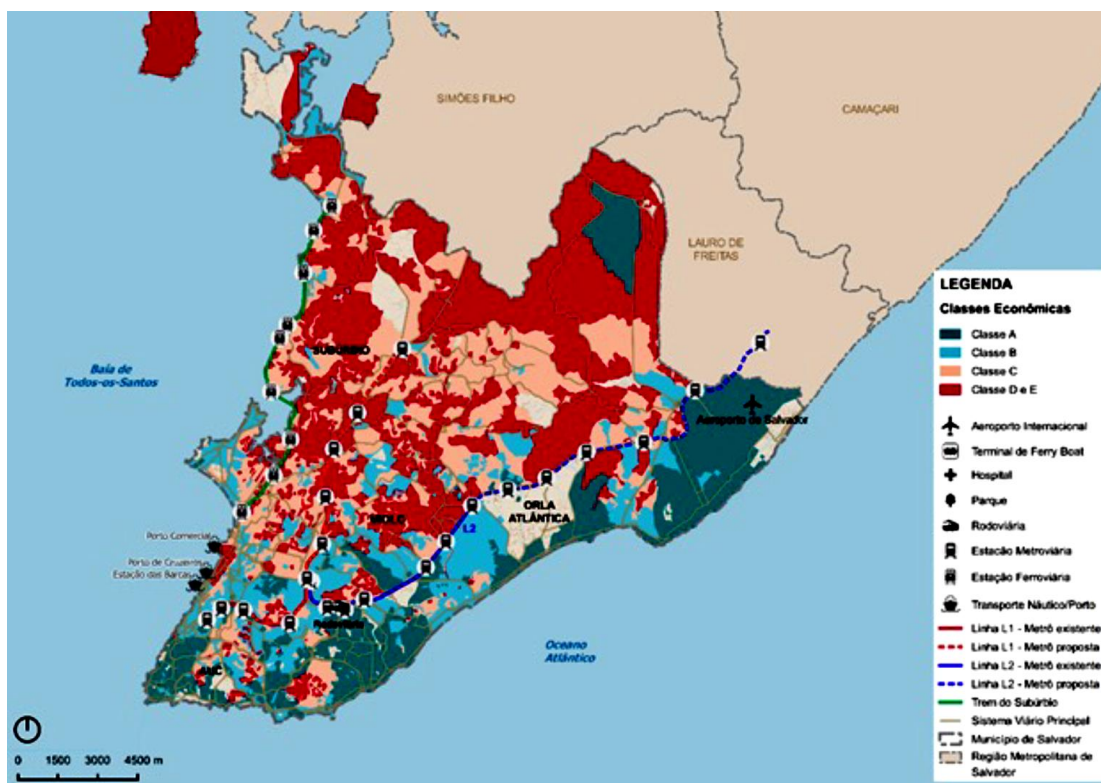 SIMÕES FILHO
CAMAÇARI
LAURO DE
FREITAS
Baía de
Todos-os-Santos
SUBÚRBIO
Aeroporto de Salvador
ORLA
ATLÂNTICA
MIOLO
L2
Porto Comercial
Porto de Cruzeiros
Estação das Barcas
Rodoviária
AUC
Oceano
Atlântico
0 1500 3000 4500 m
LEGENDA
Classes Econômicas
Classe A
Classe B
Classe C
Classe D e E
Aeroporto Internacional
Terminal de Ferry Boat
Hospital
Parque
Rodoviária
Estação Metroviária
Estação Ferroviária
Transporte Náutico/Porto
Linha L1 - Metrô existente
Linha L1 - Metrô proposta
Linha L2 - Metrô existente
Linha L2 - Metrô proposta
Trem do Subúrbio
Sistema Viário Principal
Município de Salvador
Região Metropolitana de
Salvador